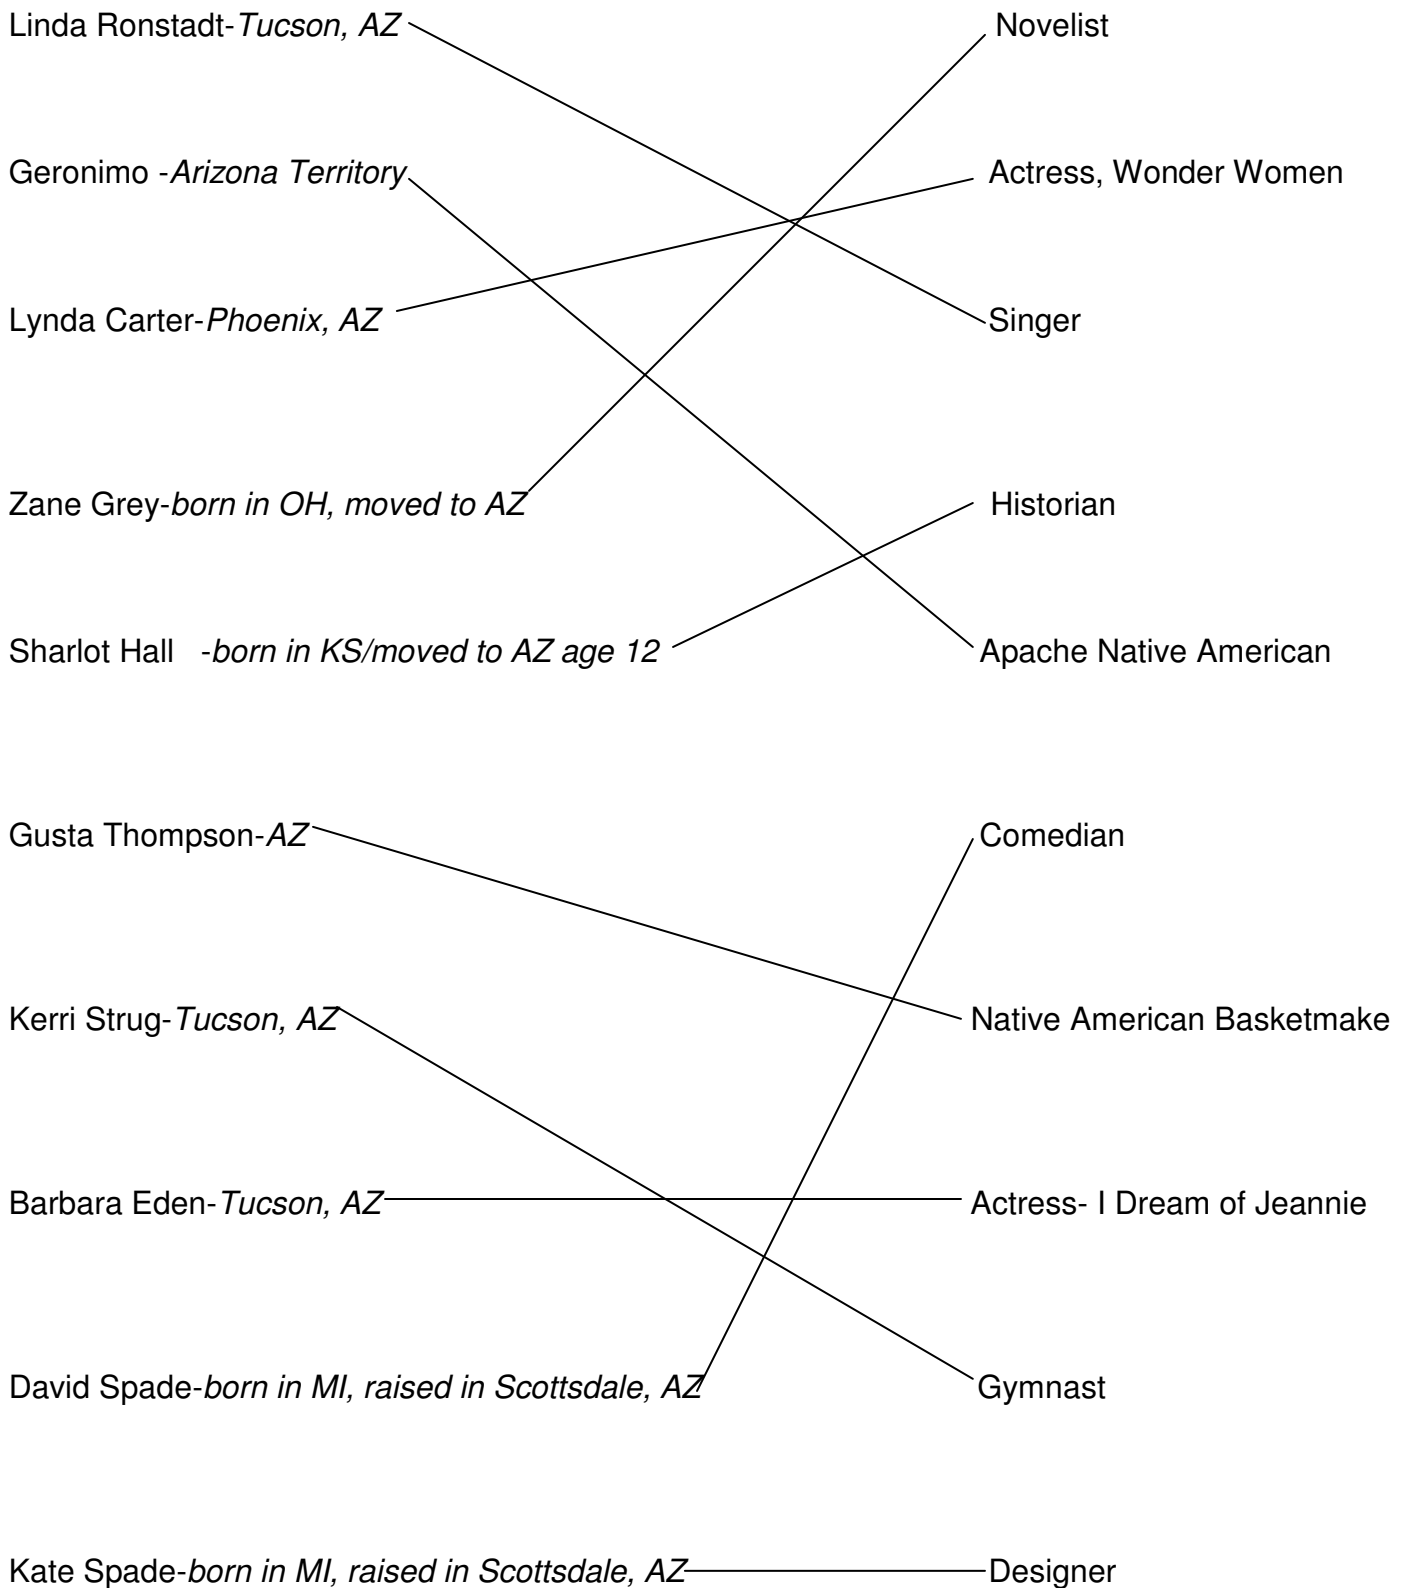 Linda Ronstadt-Tucson, AZ Novelist
Geronimo -Arizona Territory Actress, Wonder Women
Lynda Carter-Phoenix, AZ Singer
Zane Grey-born in OH, moved to AZ Historian
Sharlot Hall -born in KS/moved to AZ age 12 Apache Native American
Gusta Thompson-AZ Comedian
Kerri Strug-Tucson, AZ Native American Basketmake
Barbara Eden-Tucson, AZ Actress- I Dream of Jeannie
David Spade-born in MI, raised in Scottsdale, AZ Gymnast
Kate Spade-born in MI, raised in Scottsdale, AZ Designer